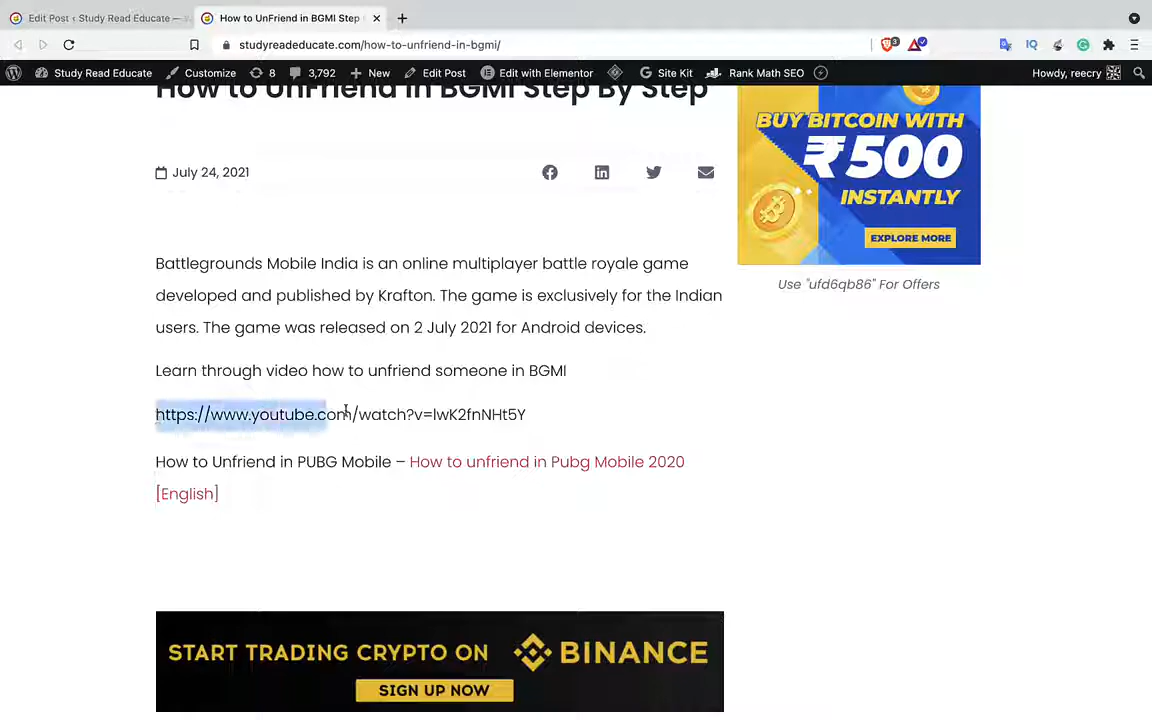 Edit Post ‹ Study Read Educate —
How to UnFriend in BGMI Step
studyreadeducate.com/how-to-unfriend-in-bgmi/
3
IQ
Study Read Educate
Customize
8
3,792
New
Edit Post
Edit with Elementor
Site Kit
Rank Math SEO
Howdy, reecry
How to UnFriend in BGMI Step By Step
July 24, 2021
BUY BITCOIN WITH
₹500
INSTANTLY
EXPLORE MORE
Use "ufd6qb86" For Offers
Battlegrounds Mobile India is an online multiplayer battle royale game
developed and published by Krafton. The game is exclusively for the Indian
users. The game was released on 2 July 2021 for Android devices.
Learn through video how to unfriend someone in BGMI
https://www.youtube.com/watch?v=lwK2fnNHt5Y
How to Unfriend in PUBG Mobile – How to unfriend in Pubg Mobile 2020
[English]
START TRADING CRYPTO ON BINANCE
SIGN UP NOW